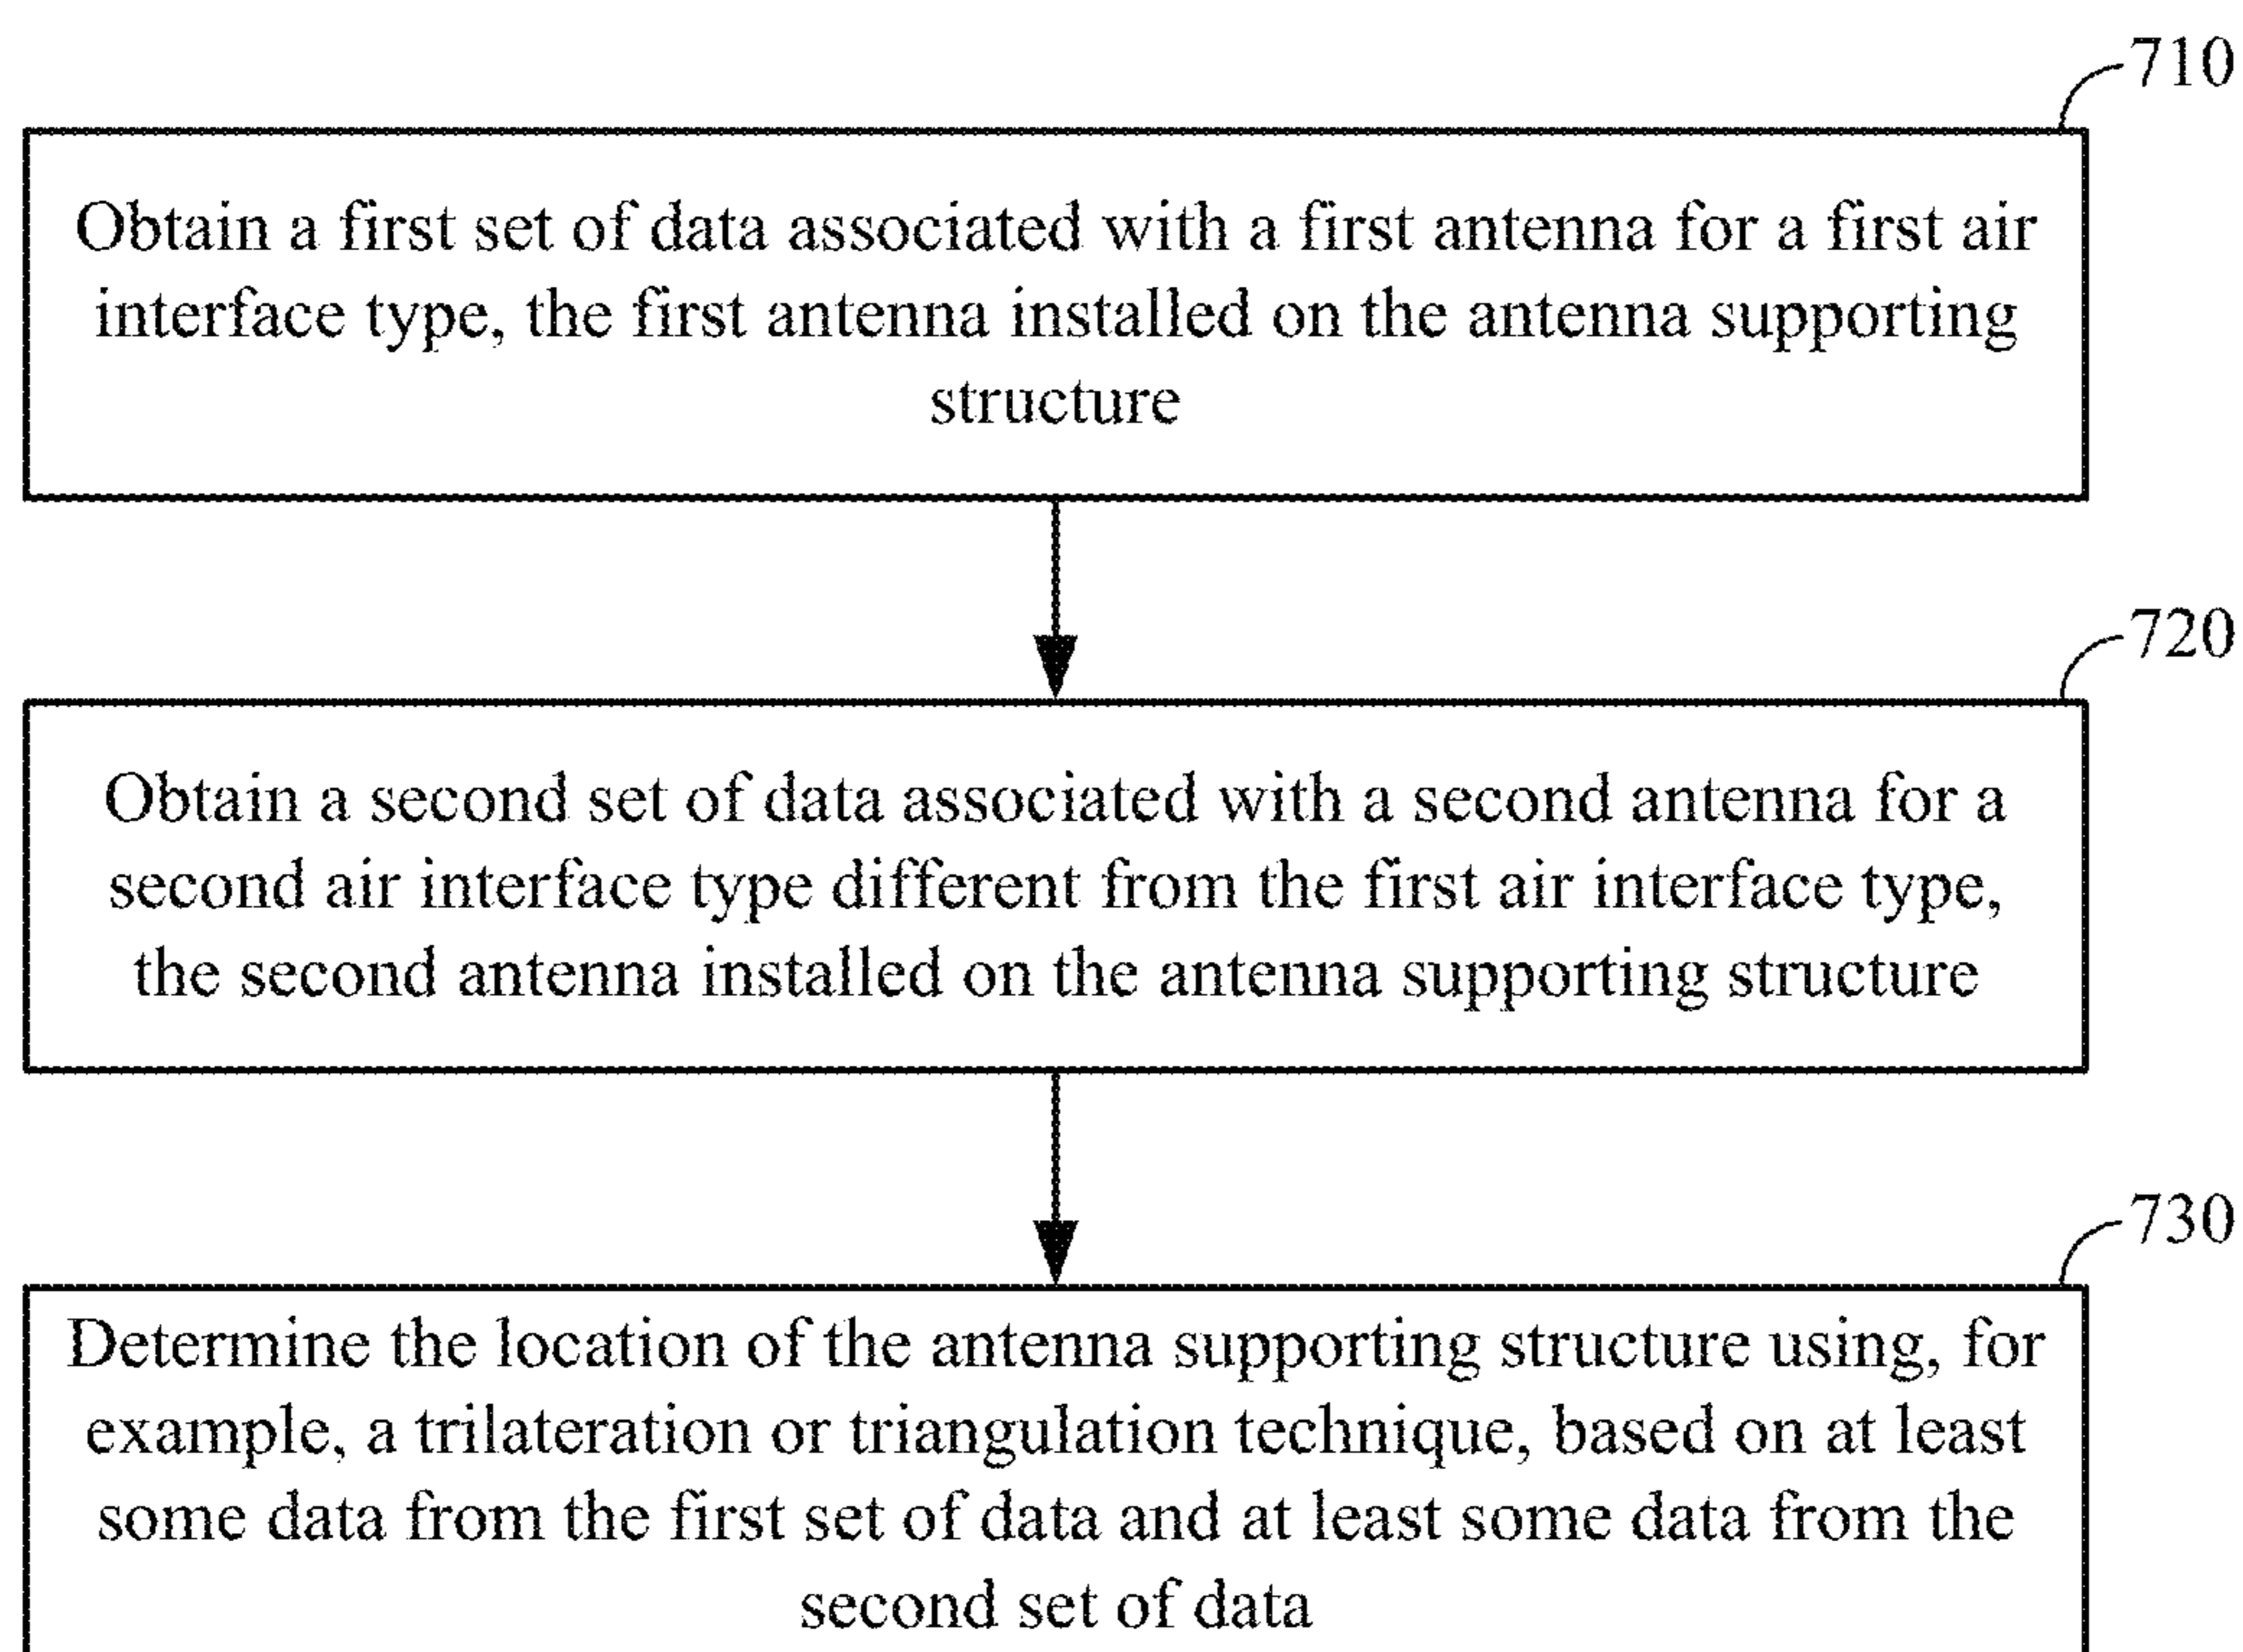 710
Obtain a first set of data associated with a first antenna for a first air
interface type, the first antenna installed on the antenna supporting
structure
720
Obtain a second set of data associated with a second antenna for a
second air interface type different from the first air interface type,
the second antenna installed on the antenna supporting structure
730
Determine the location of the antenna supporting structure using, for
example, a trilateration or triangulation technique, based on at least
some data from the first set of data and at least some data from the
second set of data